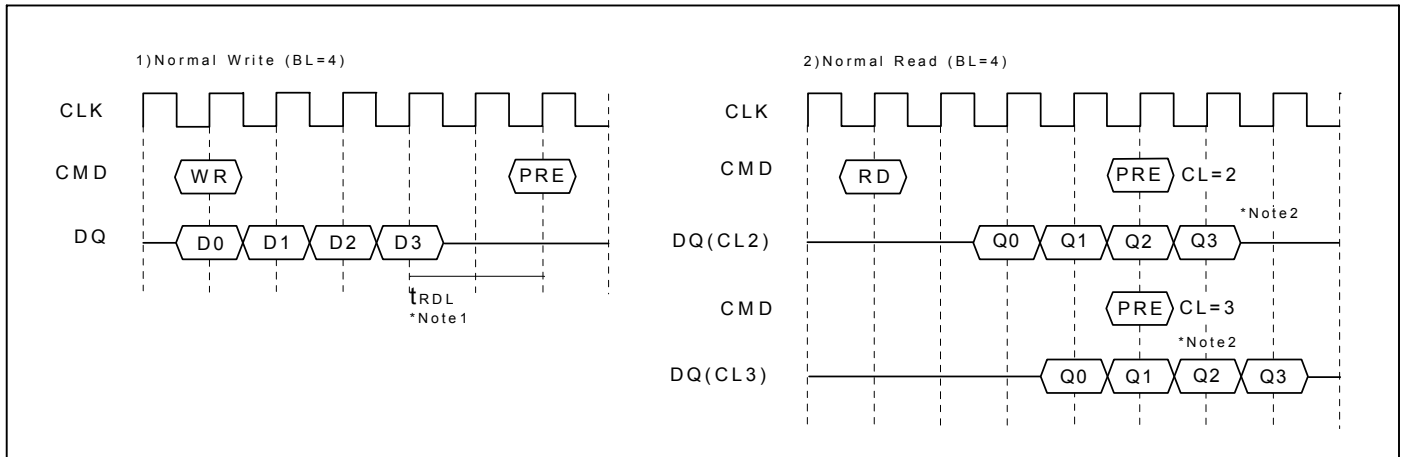 1)Normal Write (BL=4)
CLK
CMD WR PRE
DQ D0 D1 D2 D3
tRDL
*Note1
2)Normal Read (BL=4)
CLK
CMD RD PRE CL=2
*Note2
DQ(CL2) Q0 Q1 Q2 Q3
CMD PRE CL=3
*Note2
DQ(CL3) Q0 Q1 Q2 Q3